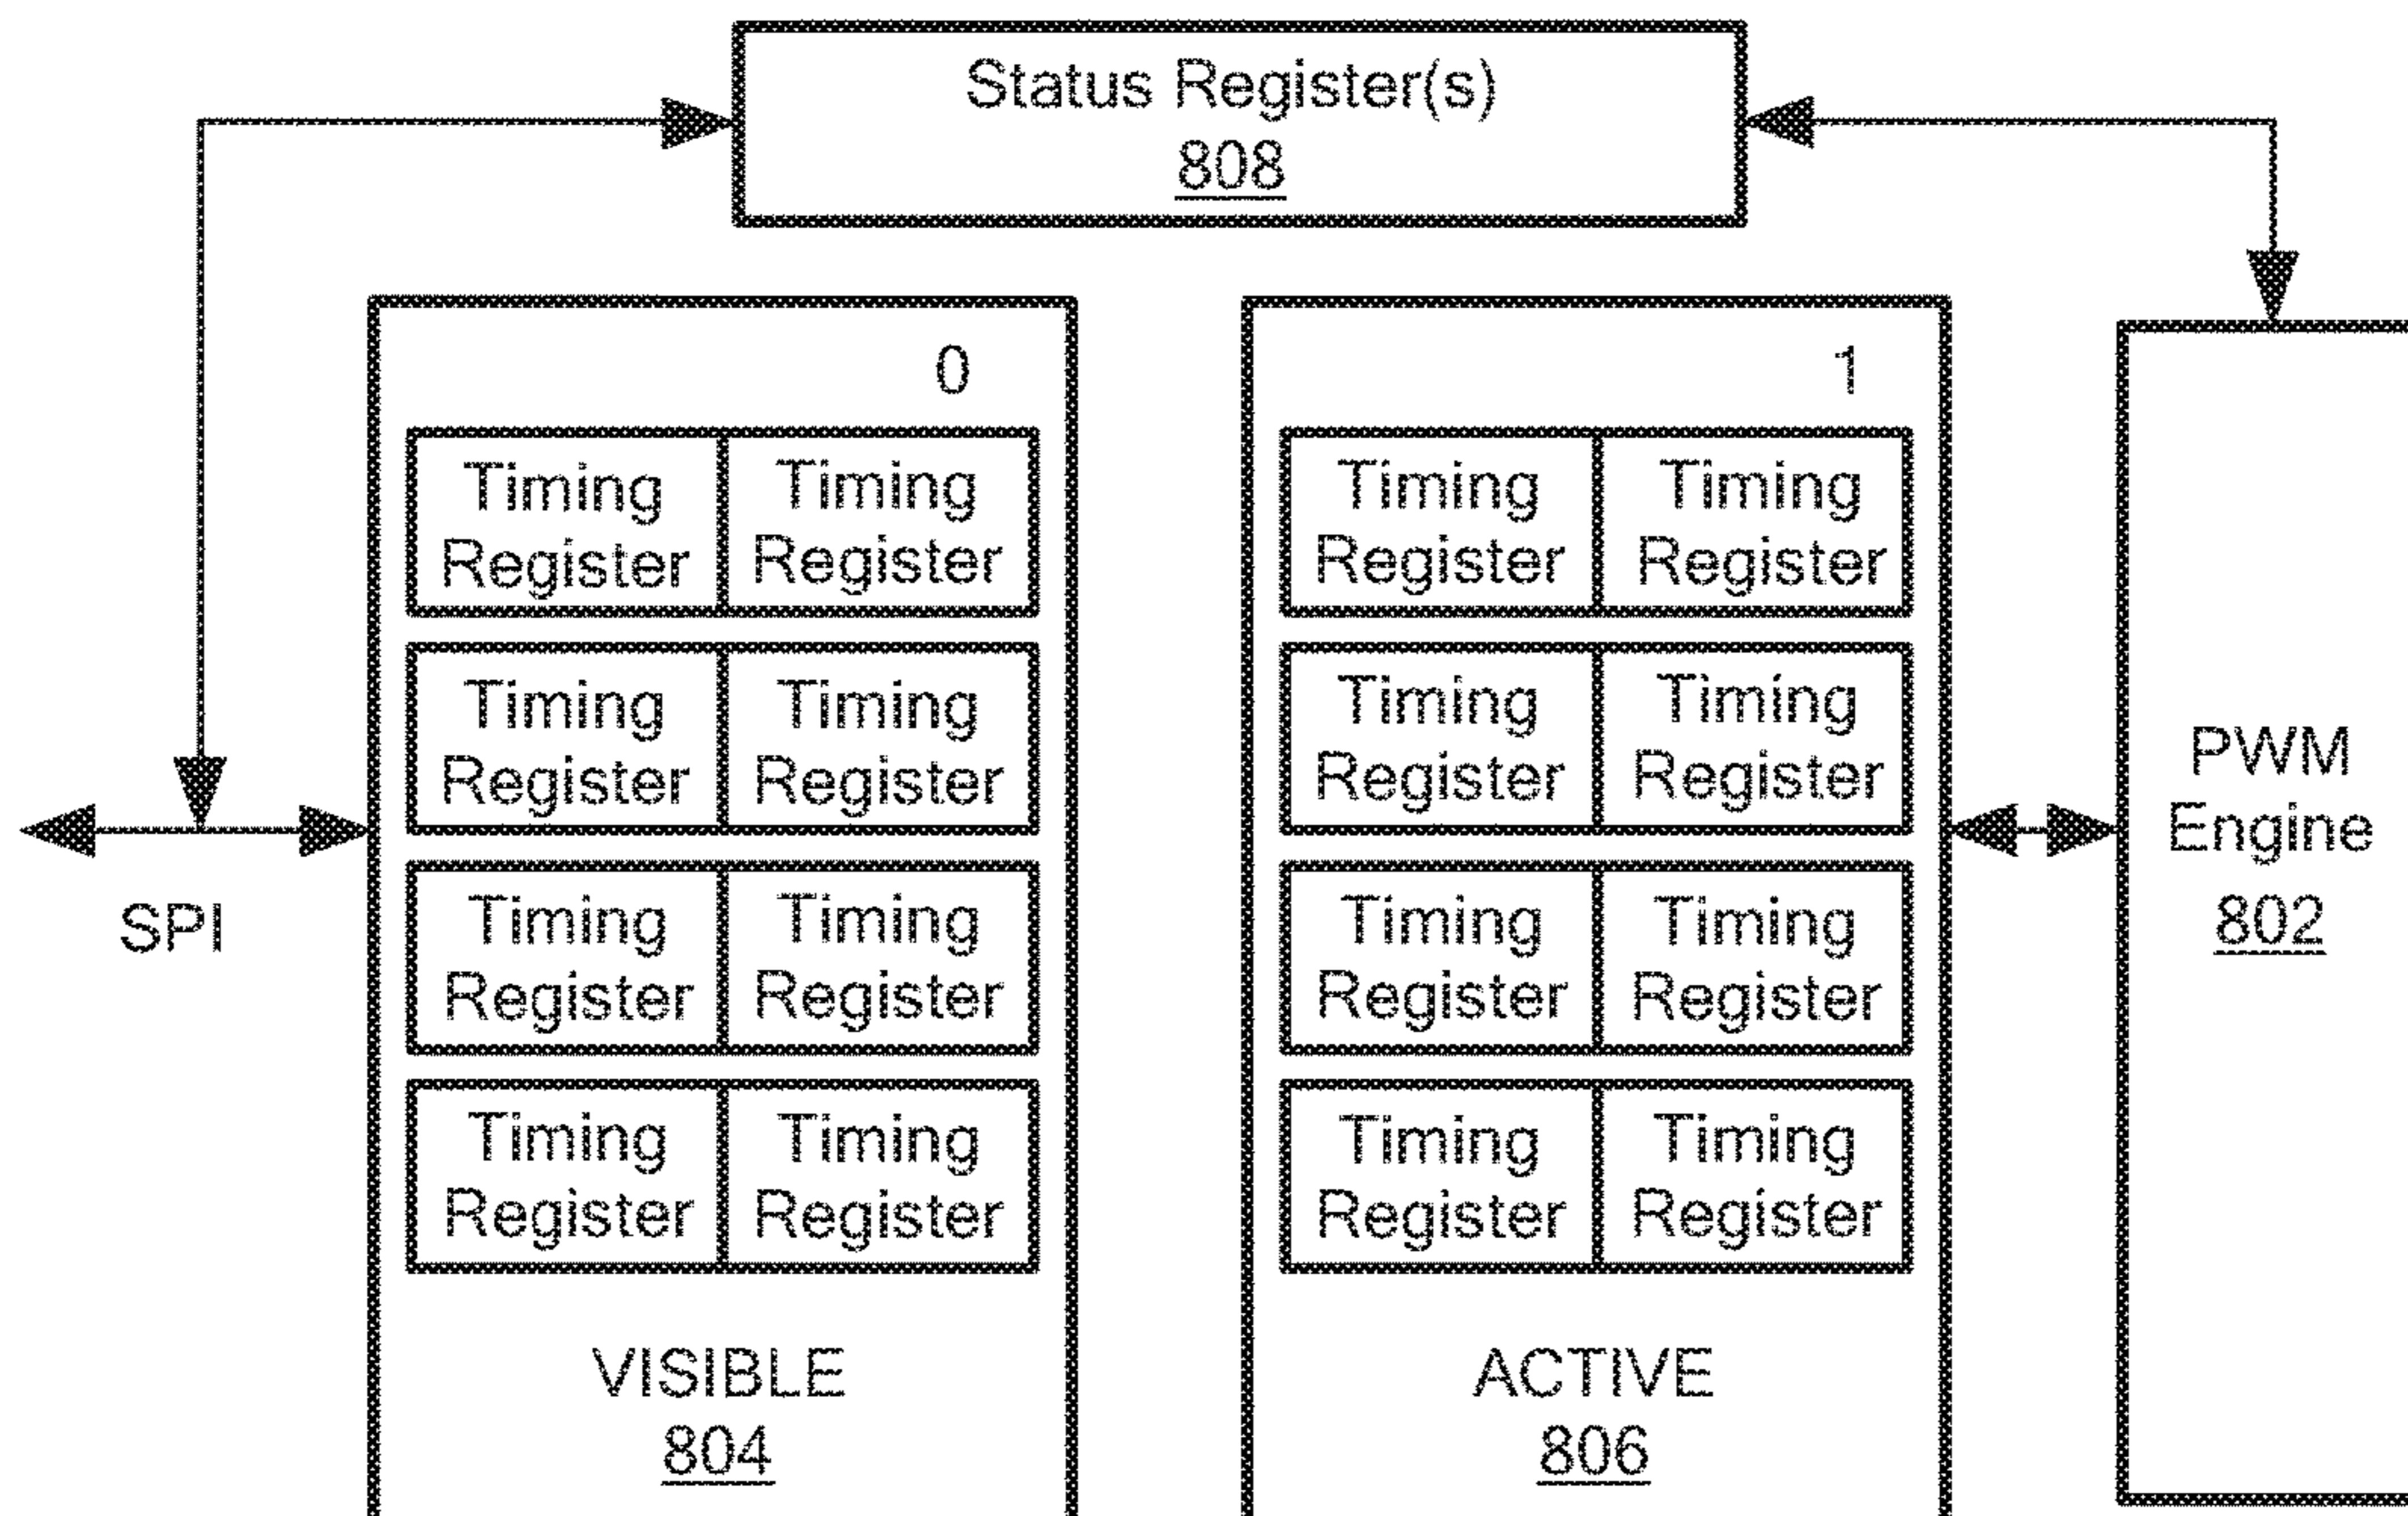 Status Register(s)
808
0
Timing Timing
Register Register
Timing Timing
Register Register
Timing Timing
Register Register
Timing Timing
Register Register
VISIBLE
804
1
Timing Timing
Register Register
Timing Timing
Register Register
Timing Timing
Register Register
Timing Timing
Register Register
ACTIVE
806
SPI
PWM
Engine
802